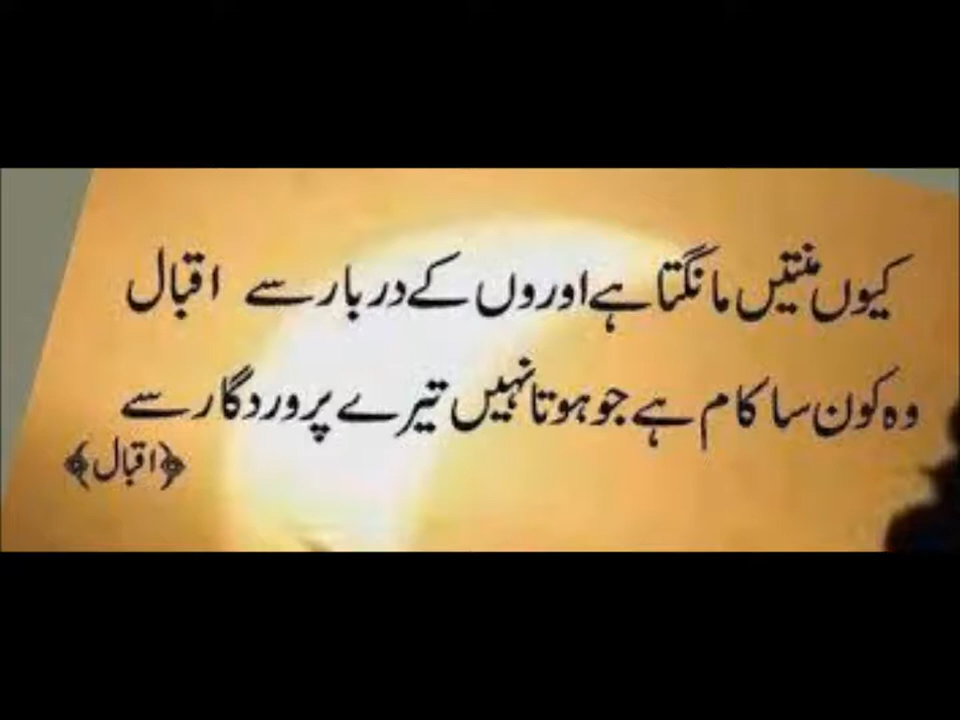 کیوں منتیں مانگتا ہے اوروں کے دربار سے اقبال
وہ کون سا کام ہے جو ہوتا نہیں تیرے پروردگار سے
﴿اقبال﴾